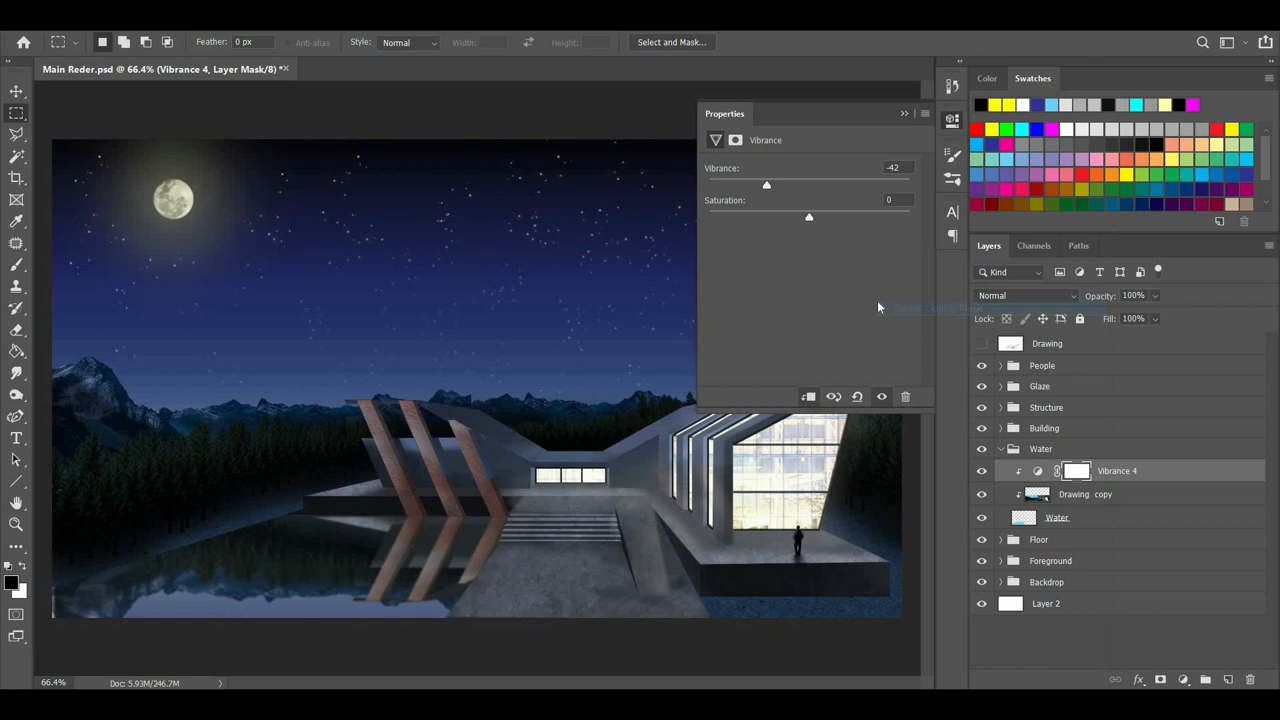 Feather: 0 px
Anti-alias
Style: Normal
Width:
Height:
Select and Mask...
Main Reder.psd @ 66.4% (Vibrance 4, Layer Mask/8) *
Properties
Vibrance
Vibrance: -42
Saturation: 0
Color
Swatches
Layers
Channels
Paths
Kind
Normal
Opacity: 100%
Lock:
Fill: 100%
Drawing
People
Glaze
Structure
Building
Water
Vibrance 4
Drawing copy
Water
Floor
Foreground
Backdrop
Layer 2
66.4%
Doc: 5.93M/246.7M